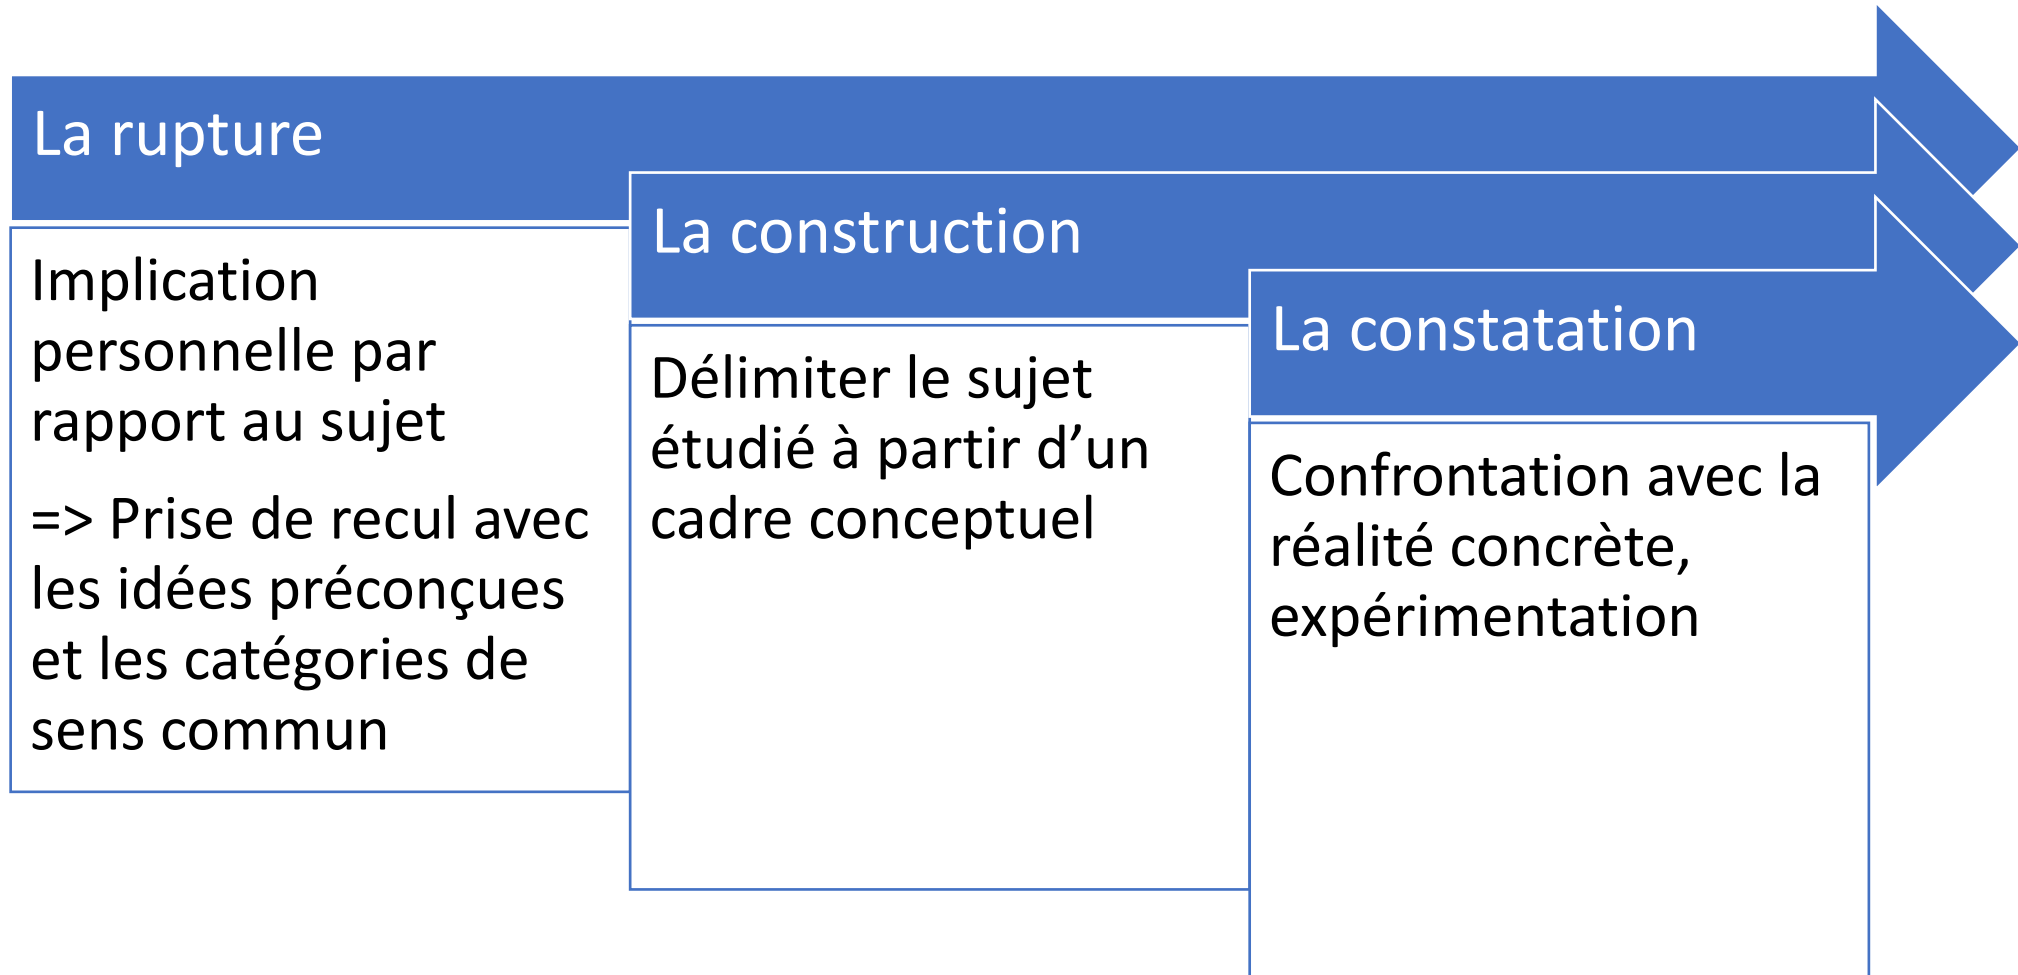 La rupture
Implication
personnelle par
rapport au sujet
=> Prise de recul avec
les idées préconçues
et les catégories de
sens commun
La construction
Délimiter le sujet
étudié à partir d’un
cadre conceptuel
La constatation
Confrontation avec la
réalité concrète,
expérimentation